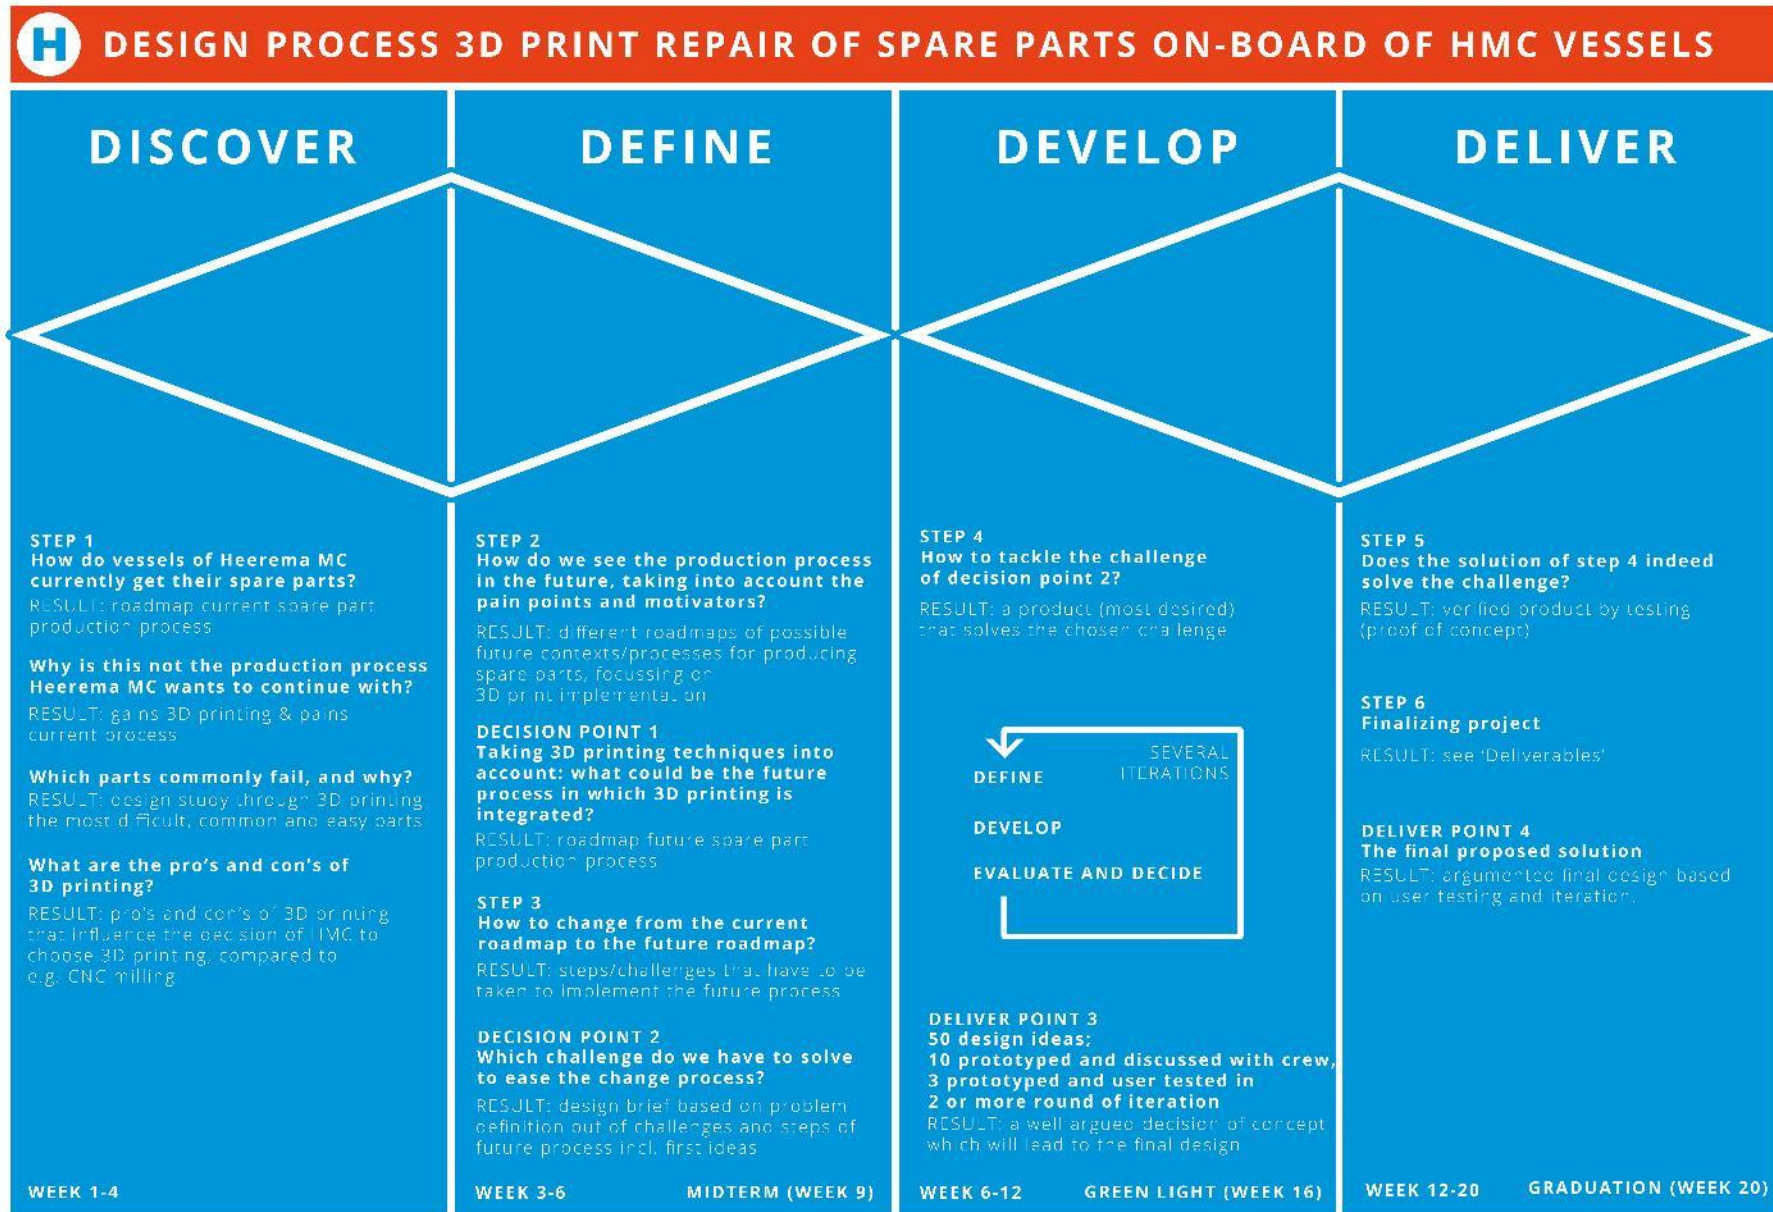 H DESIGN PROCESS 3D PRINT REPAIR OF SPARE PARTS ON-BOARD OF HMC VESSELS
DISCOVER
STEP 1
How do vessels of Heerema MC
currently get their spare parts?
RESULT: roadmap current spare part
production process
Why is this not the production process
Heerema MC wants to continue with?
RESULT: gains 3D printing & pains
current process
Which parts commonly fail, and why?
RESULT: design study through 3D printing
the most difficult, common and easy parts
What are the pro's and con's of
3D printing?
RESULT: pro's and con's of 3D printing
that influence the decision of HMC to
choose 3D printing, compared to
e.g. CNC milling
WEEK 1-4
DEFINE
STEP 2
How do we see the production process
in the future, taking into account the
pain points and motivators?
RESULT: different roadmaps of possible
future contexts/processes for producing
spare parts, focussing on
3D print implementation
DECISION POINT 1
Taking 3D printing techniques into
account: what could be the future
process in which 3D printing is
integrated?
RESULT: roadmap future spare part
production process
STEP 3
How to change from the current
roadmap to the future roadmap?
RESULT: steps/challenges that have to be
taken to implement the future process
DECISION POINT 2
Which challenge do we have to solve
to ease the change process?
RESULT: design brief based on problem
definition out of challenges and steps of
future process incl. first ideas
WEEK 3-6 MIDTERM (WEEK 9)
DEVELOP
STEP 4
How to tackle the challenge
of decision point 2?
RESULT: a product (most desired)
that solves the chosen challenge
SEVERAL
ITERATIONS
DEFINE
DEVELOP
EVALUATE AND DECIDE
DELIVER POINT 3
50 design ideas;
10 prototyped and discussed with crew,
3 prototyped and user tested in
2 or more round of iteration
RESULT: a well argued decision of concept
which will lead to the final design
WEEK 6-12 GREEN LIGHT (WEEK 16)
DELIVER
STEP 5
Does the solution of step 4 indeed
solve the challenge?
RESULT: verified product by testing
(proof of concept)
STEP 6
Finalizing project
RESULT: see 'Deliverables'
DELIVER POINT 4
The final proposed solution
RESULT: argumented final design based
on user testing and iteration.
WEEK 12-20 GRADUATION (WEEK 20)